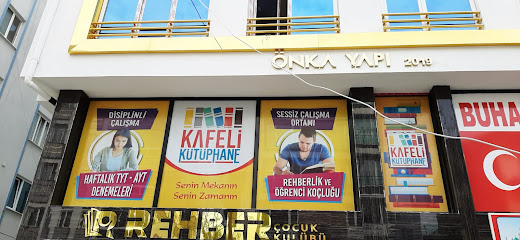 ÖNKA YAPI 2019
DİSİPLİNLİ
ÇALIŞMA
HAFTALIK TYT - AYT
DENEMELERİ
KAFELİ
KÜTÜPHANE
Senin Mekanın
Senin Zamanın
SESSİZ ÇALIŞMA
ORTAMI
REHBERLİK ve
ÖĞRENCİ KOÇLUĞU
KAFELİ
KÜTÜPHANE
BUHA
REHBER
ÇOCUK
KULÜBÜ